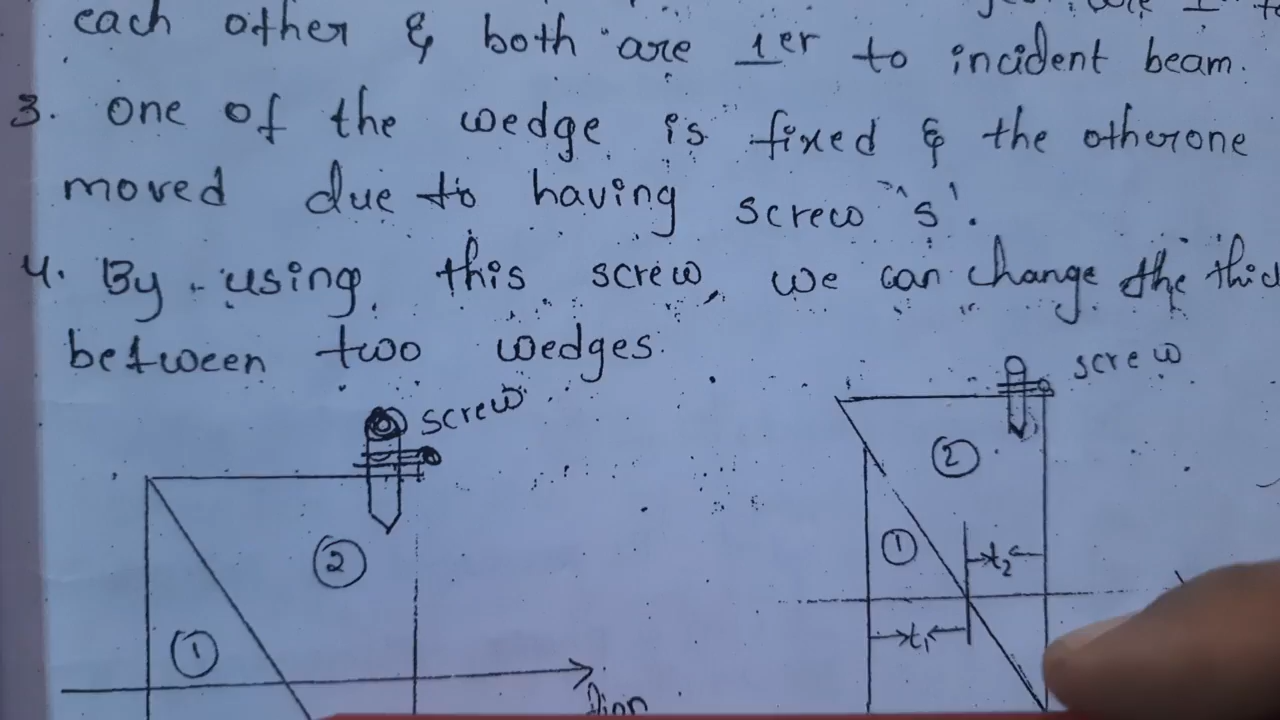 each other & both are ⊥er to incident beam.
3. one of the wedge is fixed & the otherone
moved due to having screw 's'.
4. By using this screw, we can change the thic
between two wedges.
screw
screw
②
②
①
t₂
t₁
①